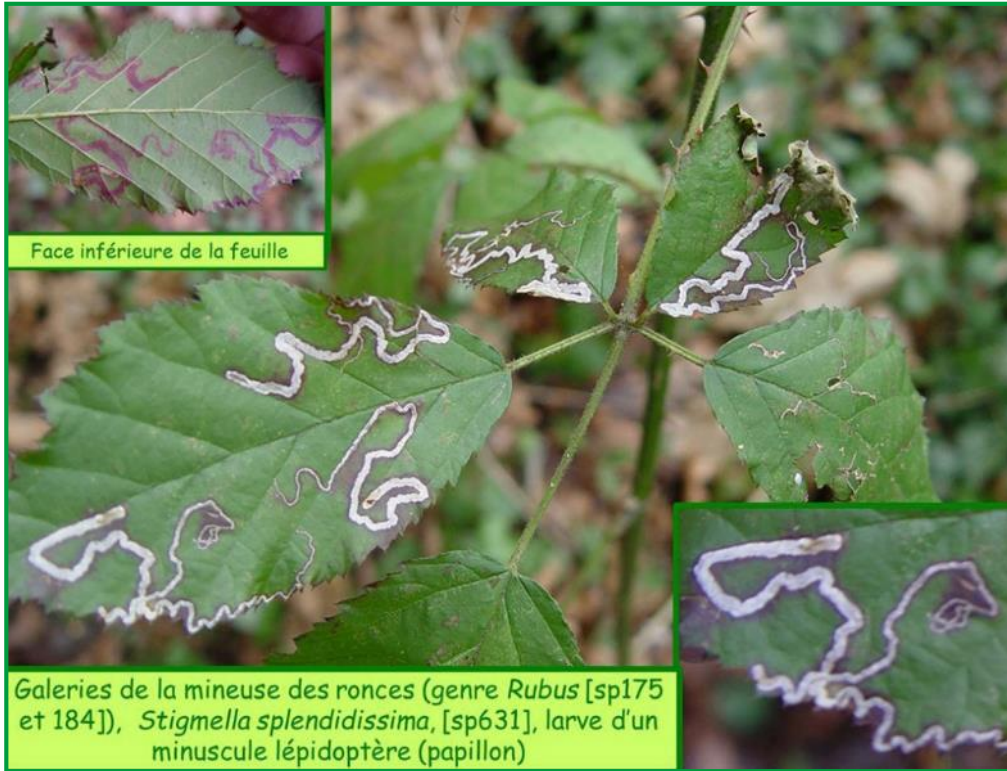 Face inférieure de la feuille
Galeries de la mineuse des ronces (genre Rubus [sp175
et 184]), Stigmella splendidissima, [sp631], larve d'un
minuscule lépidoptère (papillon)